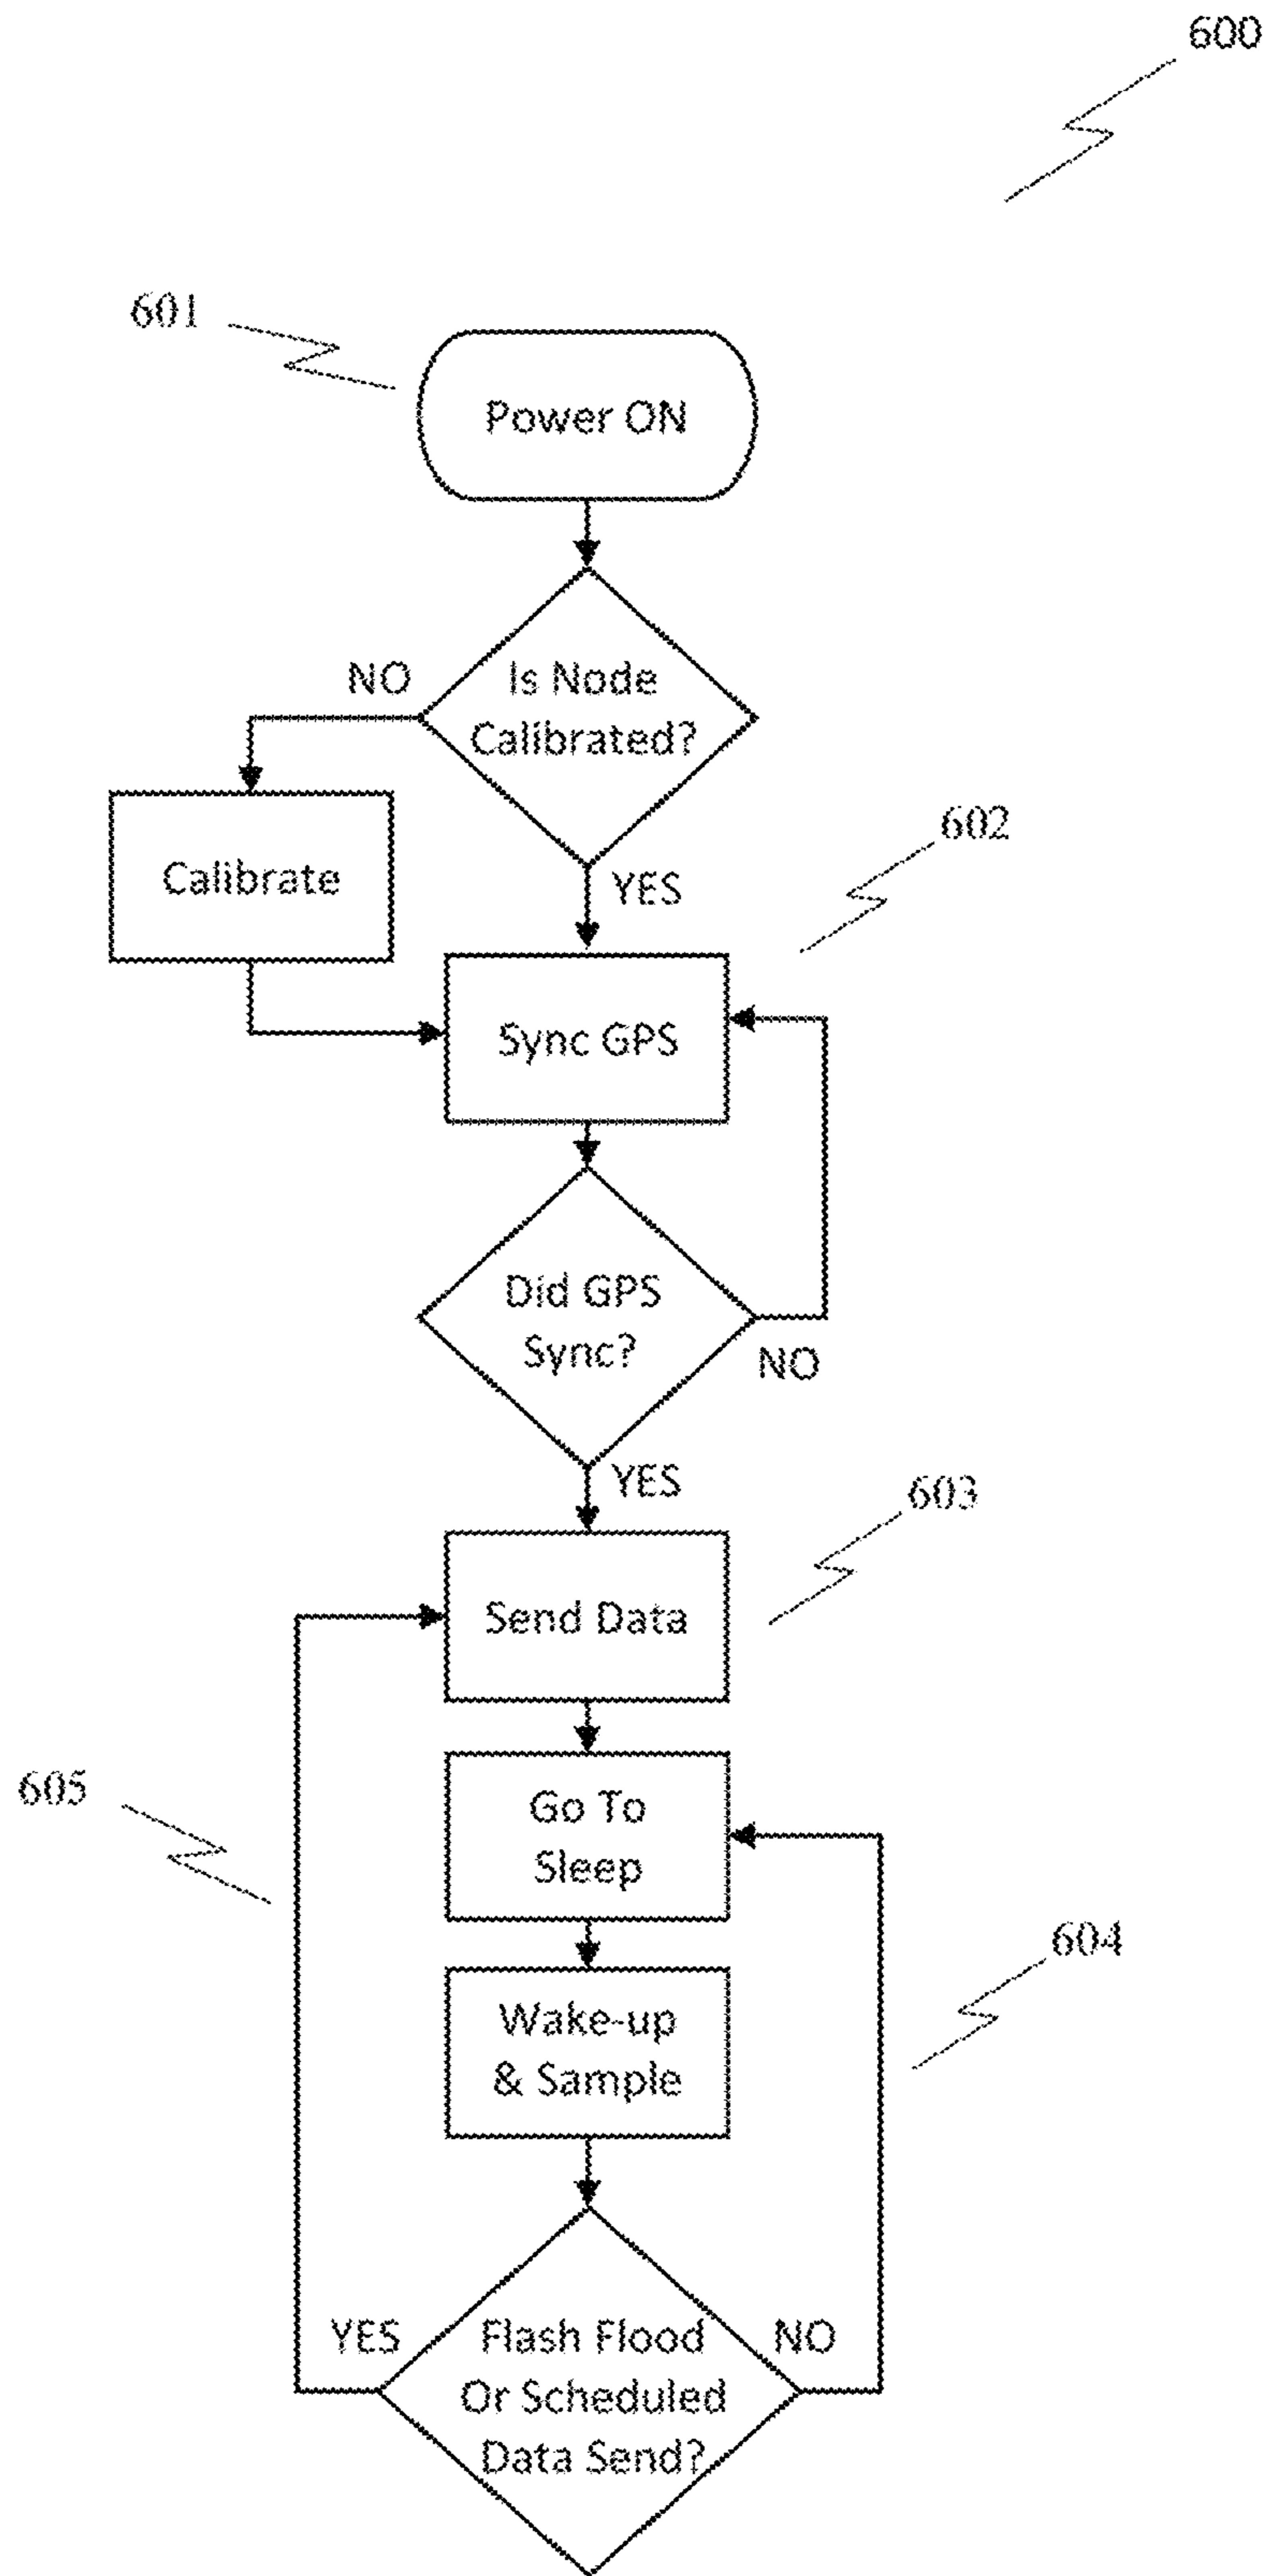 600
601
Power ON
NO
Is Node
Calibrated?
602
Calibrate
YES
Sync GPS
Did GPS
Sync?
NO
YES
603
Send Data
605
Go To
Sleep
604
Wake-up
& Sample
YES
Flash Flood
NO
Or Scheduled
Data Send?